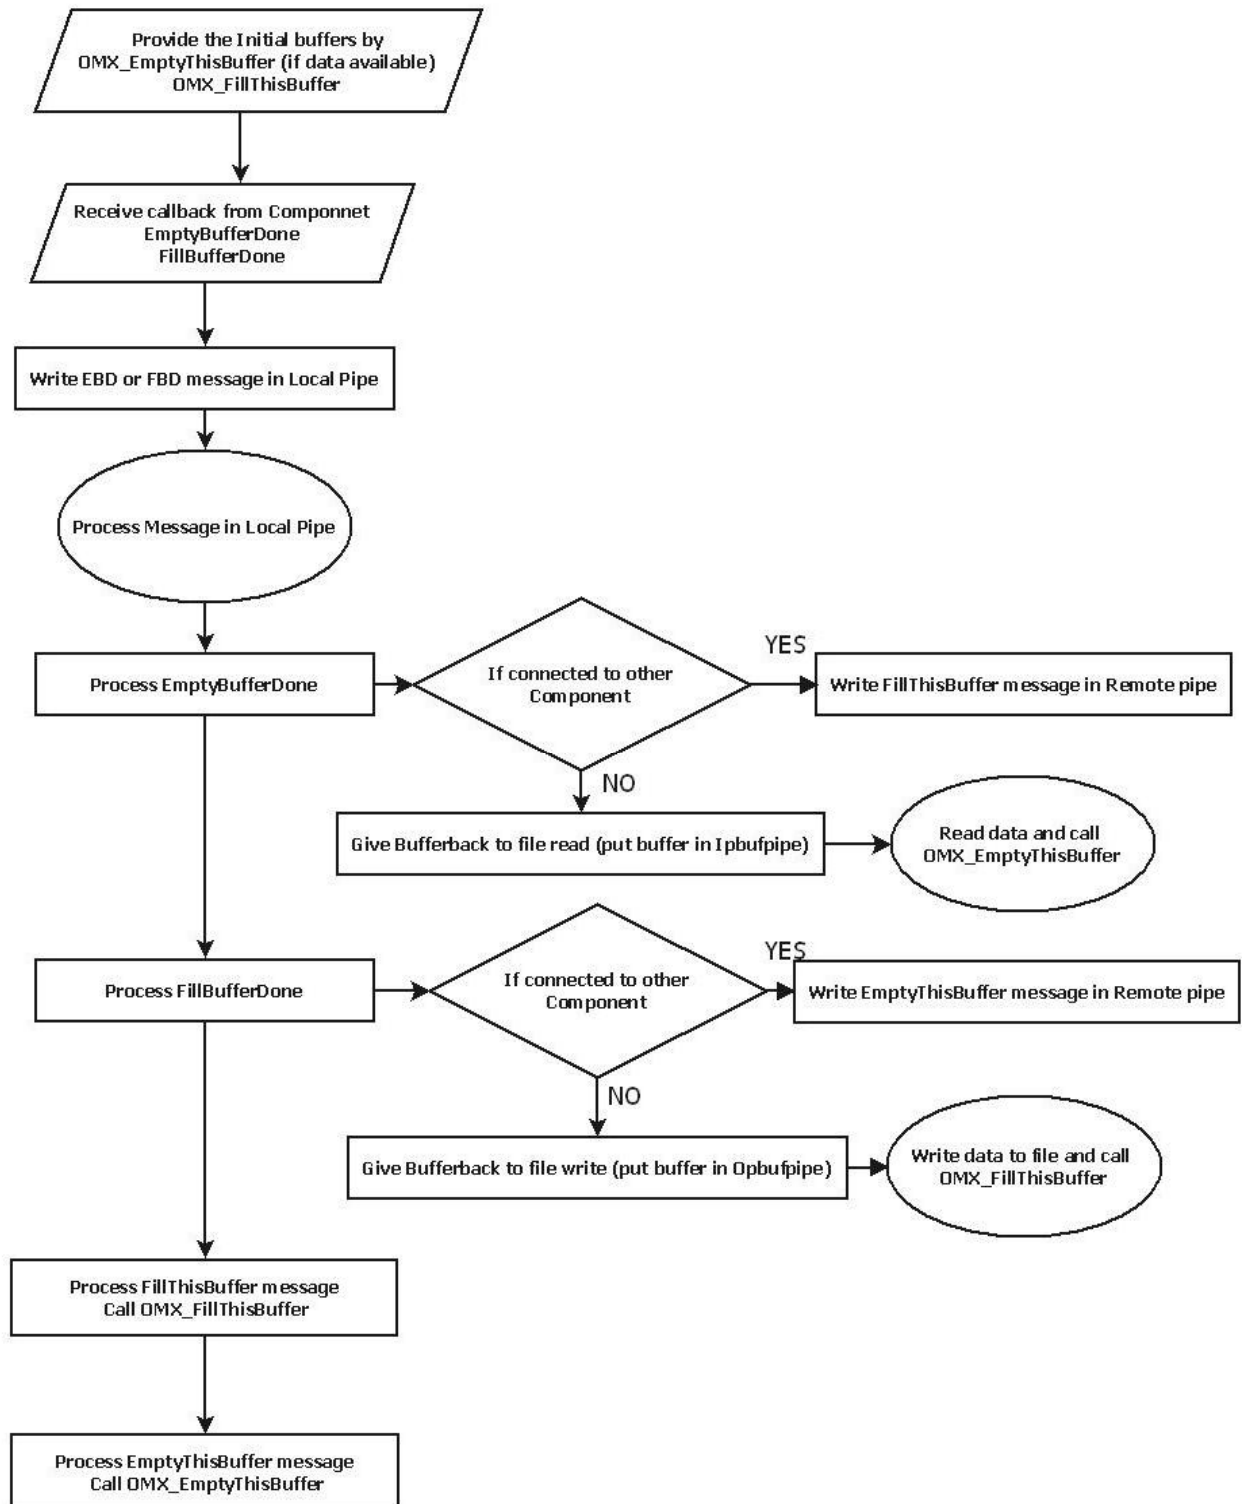 Provide the Initial buffers by
OMX_EmptyThisBuffer (if data available)
OMX_FillThisBuffer
Receive callback from Componnet
EmptyBufferDone
FillBufferDone
Write EBD or FBD message in Local Pipe
Process Message in Local Pipe
Process EmptyBufferDone
If connected to other
Component
YES
Write FillThisBuffer message in Remote pipe
NO
Give Bufferback to file read (put buffer in Ipbufpipe)
Read data and call
OMX_EmptyThisBuffer
Process FillBufferDone
If connected to other
Component
YES
Write EmptyThisBuffer message in Remote pipe
NO
Give Bufferback to file write (put buffer in Opbufpipe)
Write data to file and call
OMX_FillThisBuffer
Process FillThisBuffer message
Call OMX_FillThisBuffer
Process EmptyThisBuffer message
Call OMX_EmptyThisBuffer